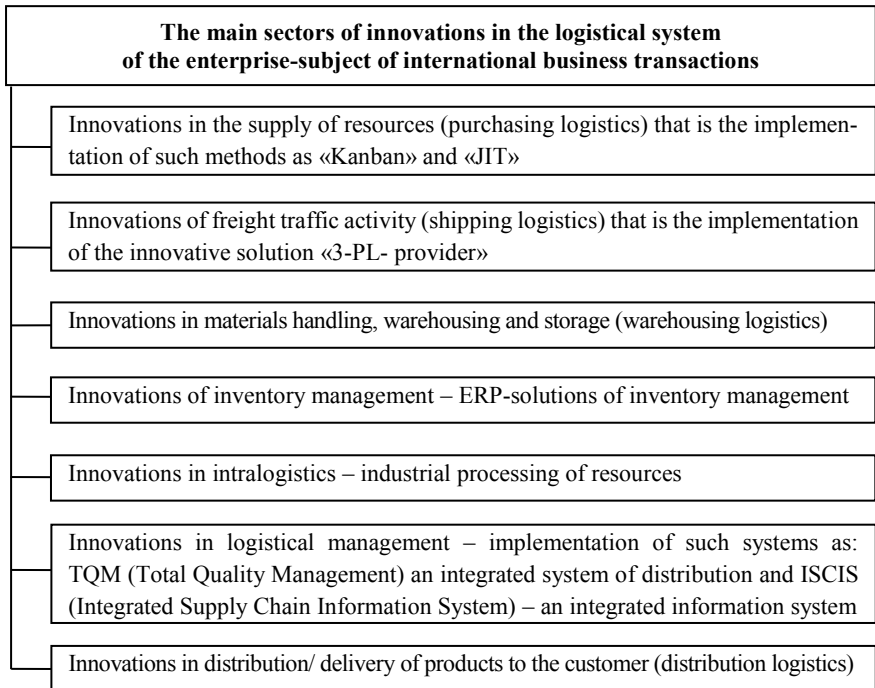 The main sectors of innovations in the logistical system
of the enterprise-subject of international business transactions
Innovations in the supply of resources (purchasing logistics) that is the implemen-
tation of such methods as «Kanban» and «JIT»
Innovations of freight traffic activity (shipping logistics) that is the implementation
of the innovative solution «3-PL- provider»
Innovations in materials handling, warehousing and storage (warehousing logistics)
Innovations of inventory management – ERP-solutions of inventory management
Innovations in intralogistics – industrial processing of resources
Innovations in logistical management – implementation of such systems as:
TQM (Total Quality Management) an integrated system of distribution and ISCIS
(Integrated Supply Chain Information System) – an integrated information system
Innovations in distribution/ delivery of products to the customer (distribution logistics)